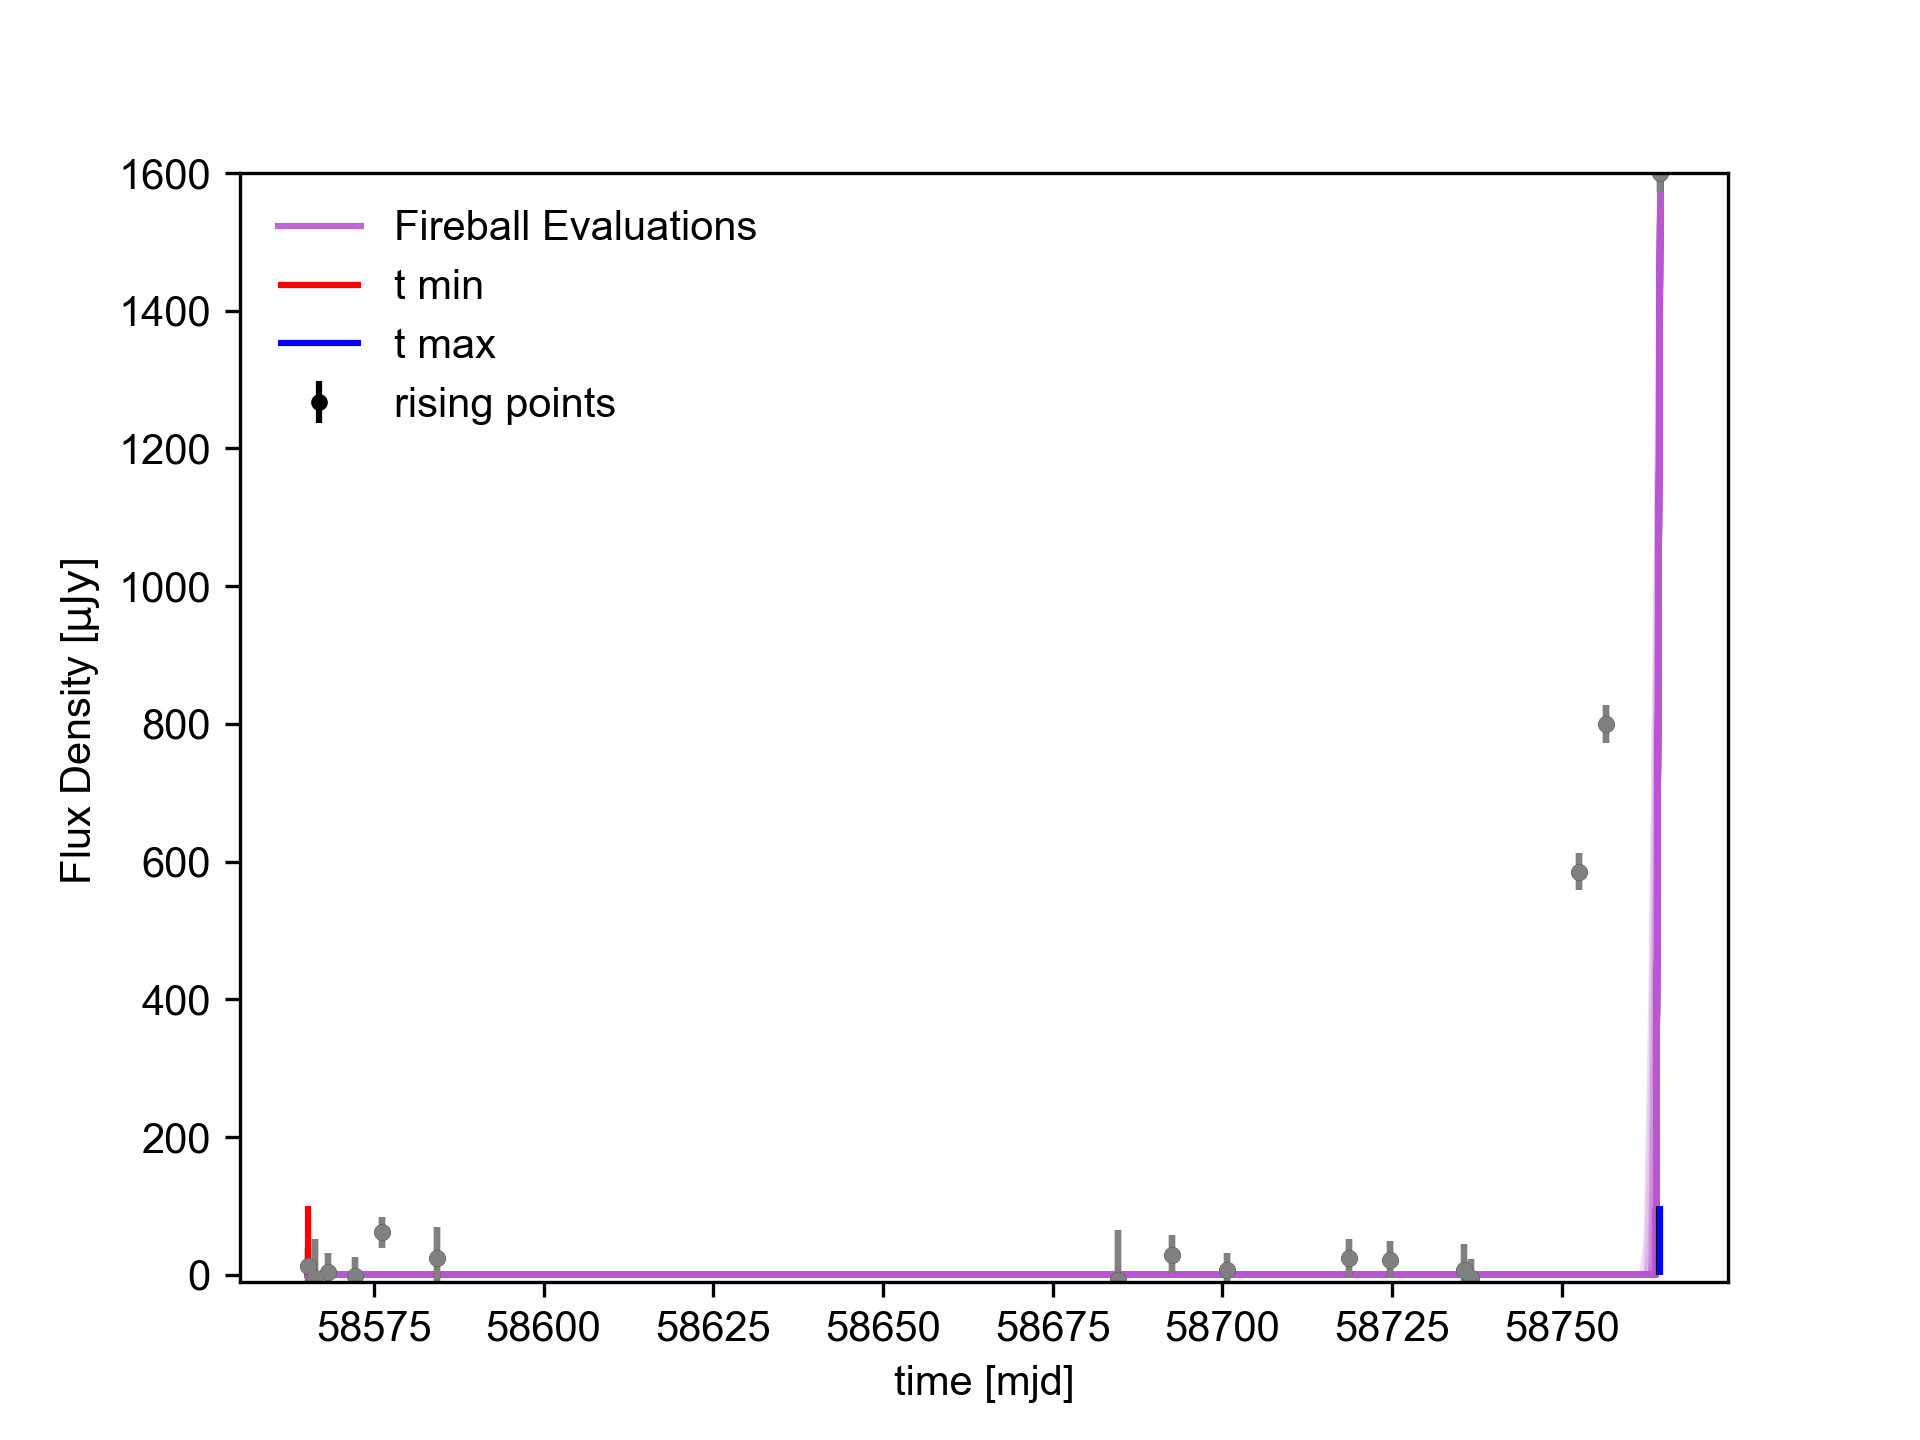 1600
1400
1200
1000
800
600
400
200
0
Flux Density [µJy]
Fireball Evaluations
t min
t max
rising points
58575 58600 58625 58650 58675 58700 58725 58750
time [mjd]